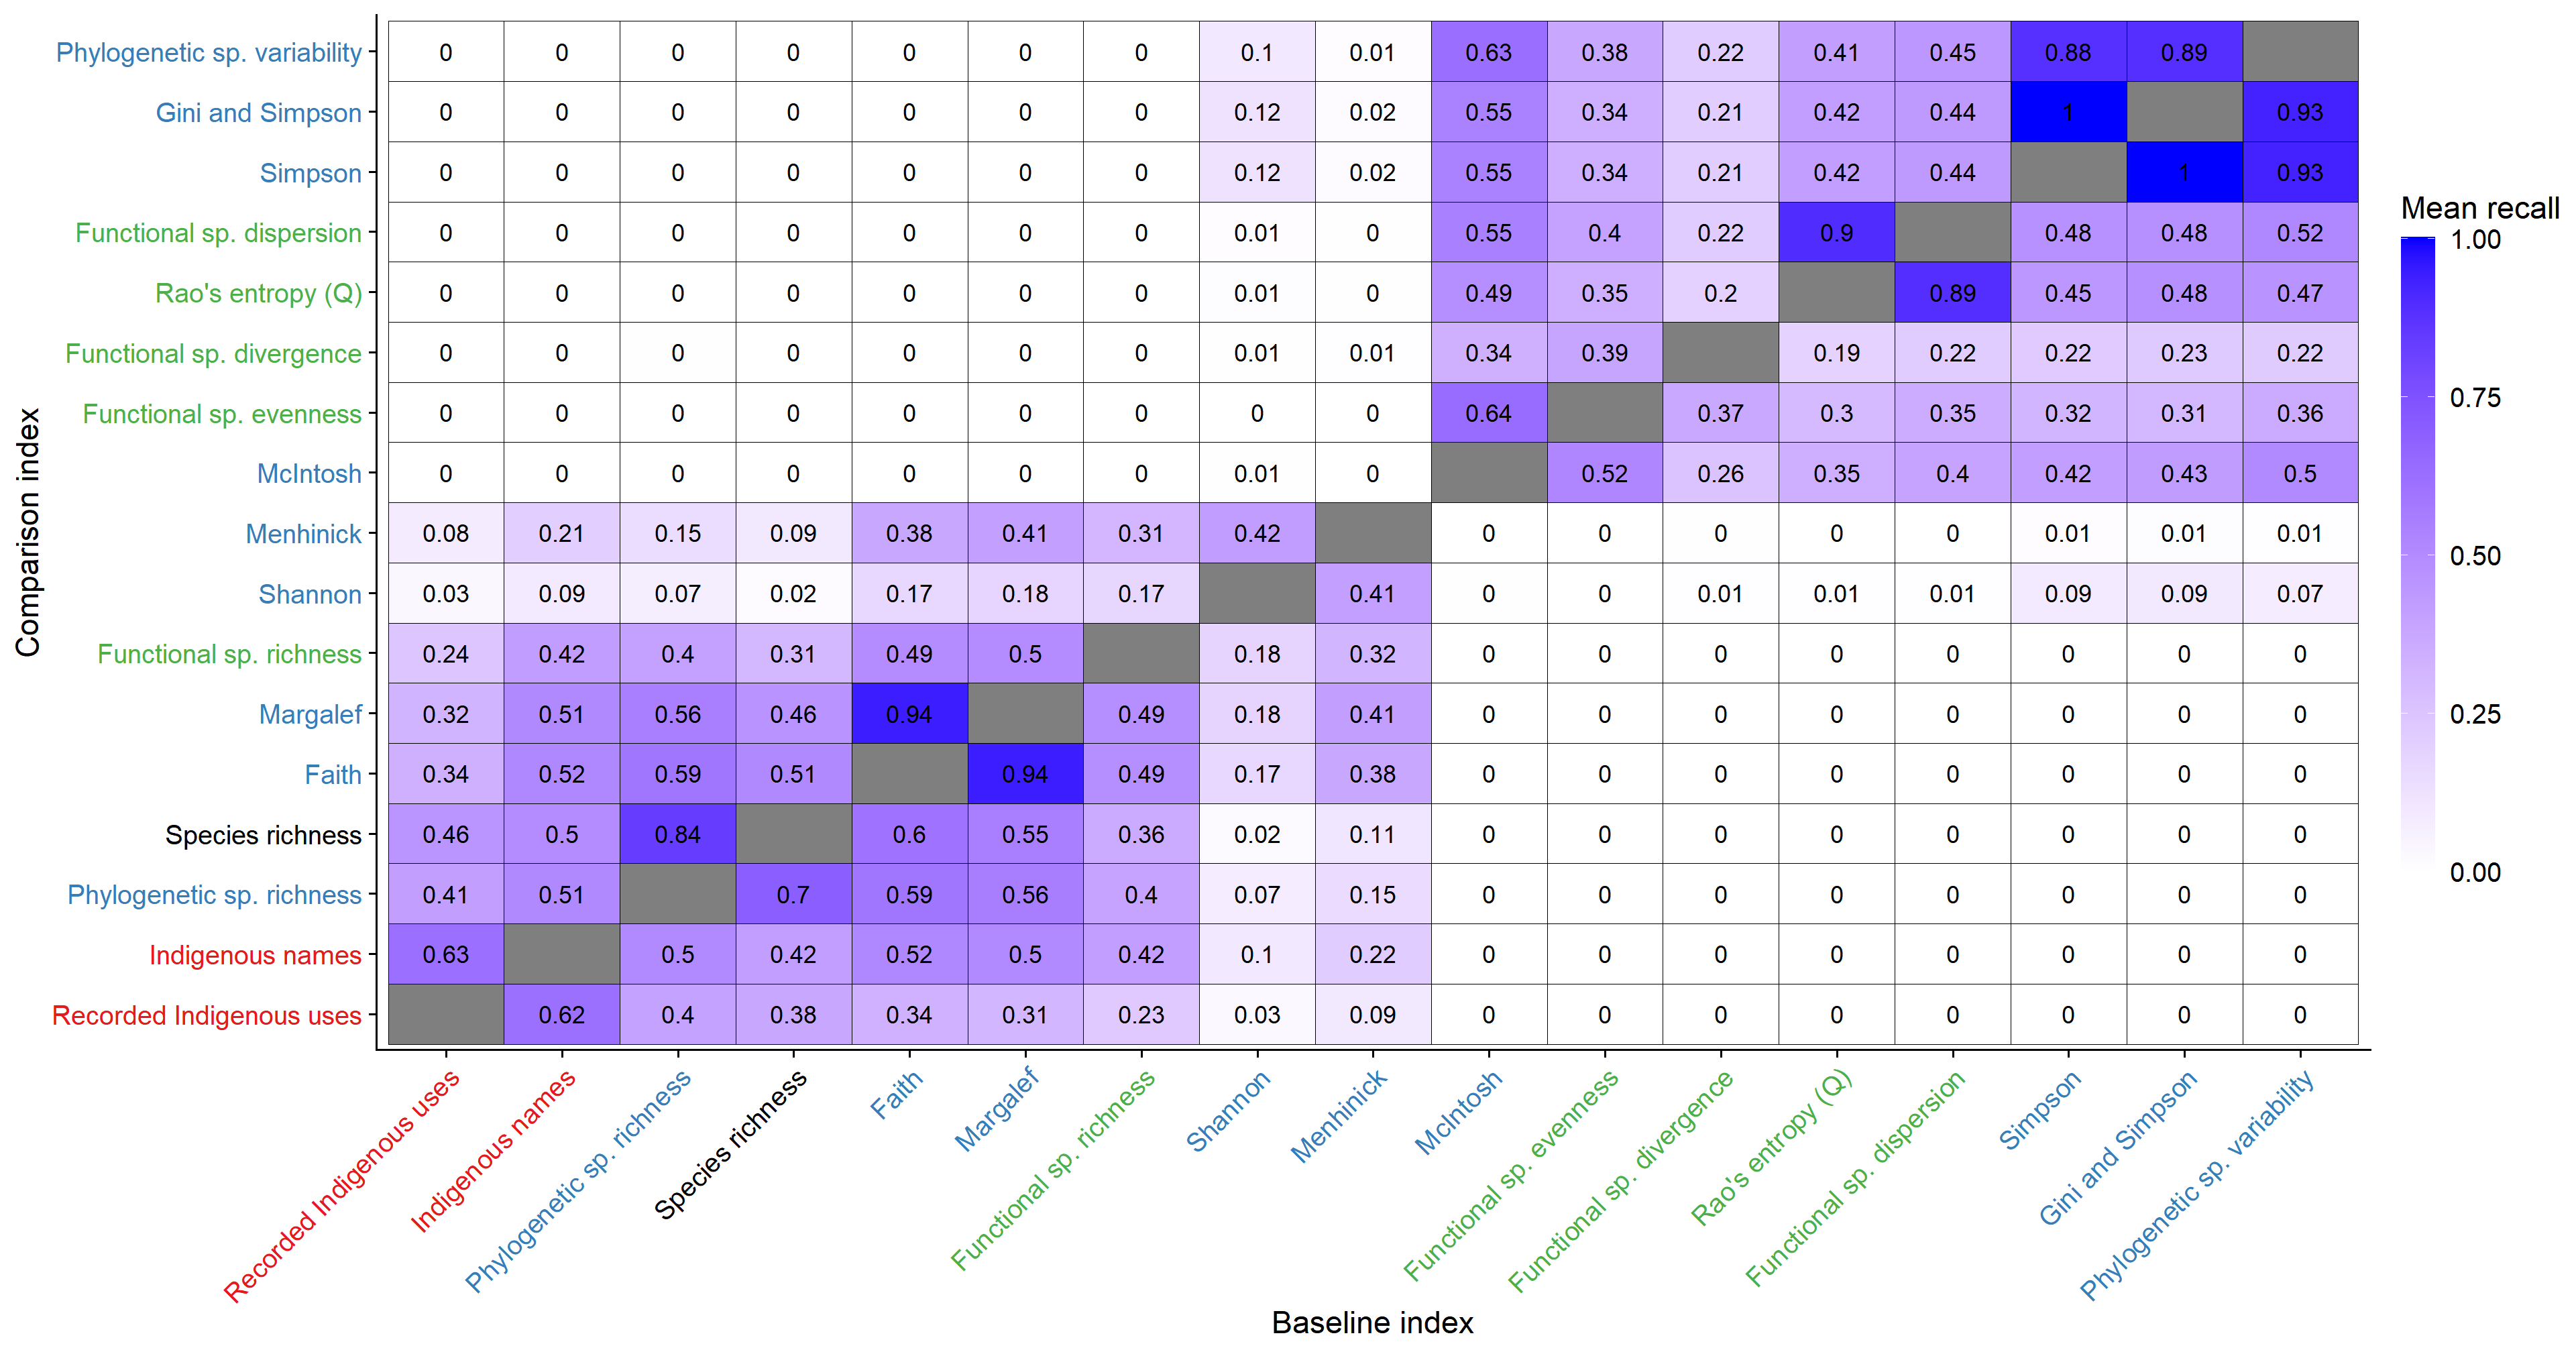 Phylogenetic sp. variability 0 0 0 0 0 0 0 0.1 0.01 0.63 0.38 0.22 0.41 0.45 0.88 0.89
Gini and Simpson 0 0 0 0 0 0 0 0.12 0.02 0.55 0.34 0.21 0.42 0.44 1 0.93
Simpson 0 0 0 0 0 0 0 0.12 0.02 0.55 0.34 0.21 0.42 0.44 1 0.93
Functional sp. dispersion 0 0 0 0 0 0 0 0.01 0 0.55 0.4 0.22 0.9 0.48 0.48 0.52
Rao's entropy (Q) 0 0 0 0 0 0 0 0.01 0 0.49 0.35 0.2 0.89 0.45 0.48 0.47
Functional sp. divergence 0 0 0 0 0 0 0 0.01 0.01 0.34 0.39 0.19 0.22 0.22 0.23 0.22
Functional sp. evenness 0 0 0 0 0 0 0 0 0 0.64 0.37 0.3 0.35 0.32 0.31 0.36
McIntosh 0 0 0 0 0 0 0 0.01 0 0.52 0.26 0.35 0.4 0.42 0.43 0.5
Menhinick 0.08 0.21 0.15 0.09 0.38 0.41 0.31 0.42 0 0 0 0 0 0.01 0.01 0.01
Shannon 0.03 0.09 0.07 0.02 0.17 0.18 0.17 0.41 0 0 0.01 0.01 0.01 0.09 0.09 0.07
Functional sp. richness 0.24 0.42 0.4 0.31 0.49 0.5 0.18 0.32 0 0 0 0 0 0 0 0
Margalef 0.32 0.51 0.56 0.46 0.94 0.49 0.18 0.41 0 0 0 0 0 0 0 0
Faith 0.34 0.52 0.59 0.51 0.94 0.49 0.17 0.38 0 0 0 0 0 0 0 0
Species richness 0.46 0.5 0.84 0.6 0.55 0.36 0.02 0.11 0 0 0 0 0 0 0 0
Phylogenetic sp. richness 0.41 0.51 0.7 0.59 0.56 0.4 0.07 0.15 0 0 0 0 0 0 0 0
Indigenous names 0.63 0.5 0.42 0.52 0.5 0.42 0.1 0.22 0 0 0 0 0 0 0 0
Recorded Indigenous uses 0.62 0.4 0.38 0.34 0.31 0.23 0.03 0.09 0 0 0 0 0 0 0 0
Comparison index
Recorded Indigenous uses
Indigenous names
Phylogenetic sp. richness
Species richness
Faith
Margalef
Functional sp. richness
Shannon
Menhinick
McIntosh
Functional sp. evenness
Functional sp. divergence
Rao's entropy (Q)
Functional sp. dispersion
Simpson
Gini and Simpson
Phylogenetic sp. variability
Baseline index
Mean recall
1.00
0.75
0.50
0.25
0.00